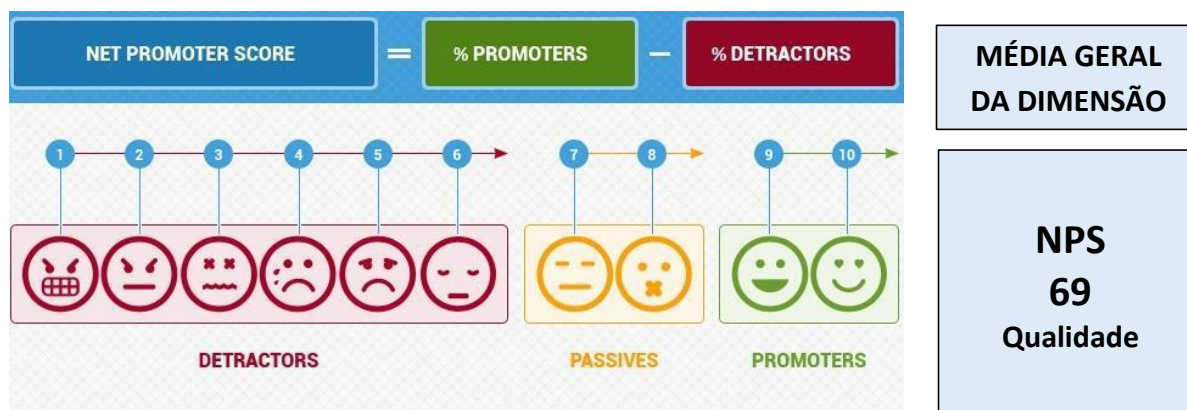 NET PROMOTER SCORE = % PROMOTERS – % DETRACTORS
1 2 3 4 5 6 7 8 9 10
DETRACTORS PASSIVES PROMOTERS
MÉDIA GERAL
DA DIMENSÃO
NPS
69
Qualidade